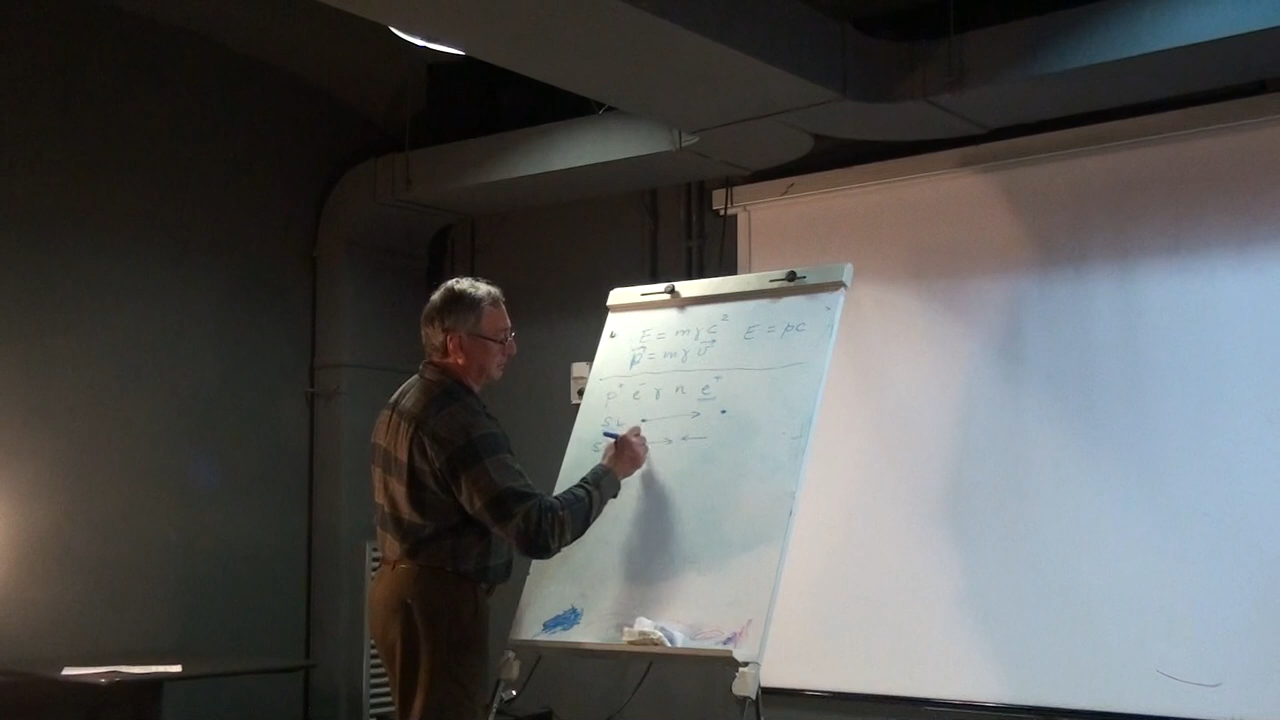 E = mγc² E = pc
p⃗ = mγv⃗
p⁺ e⁻ γ n e⁺